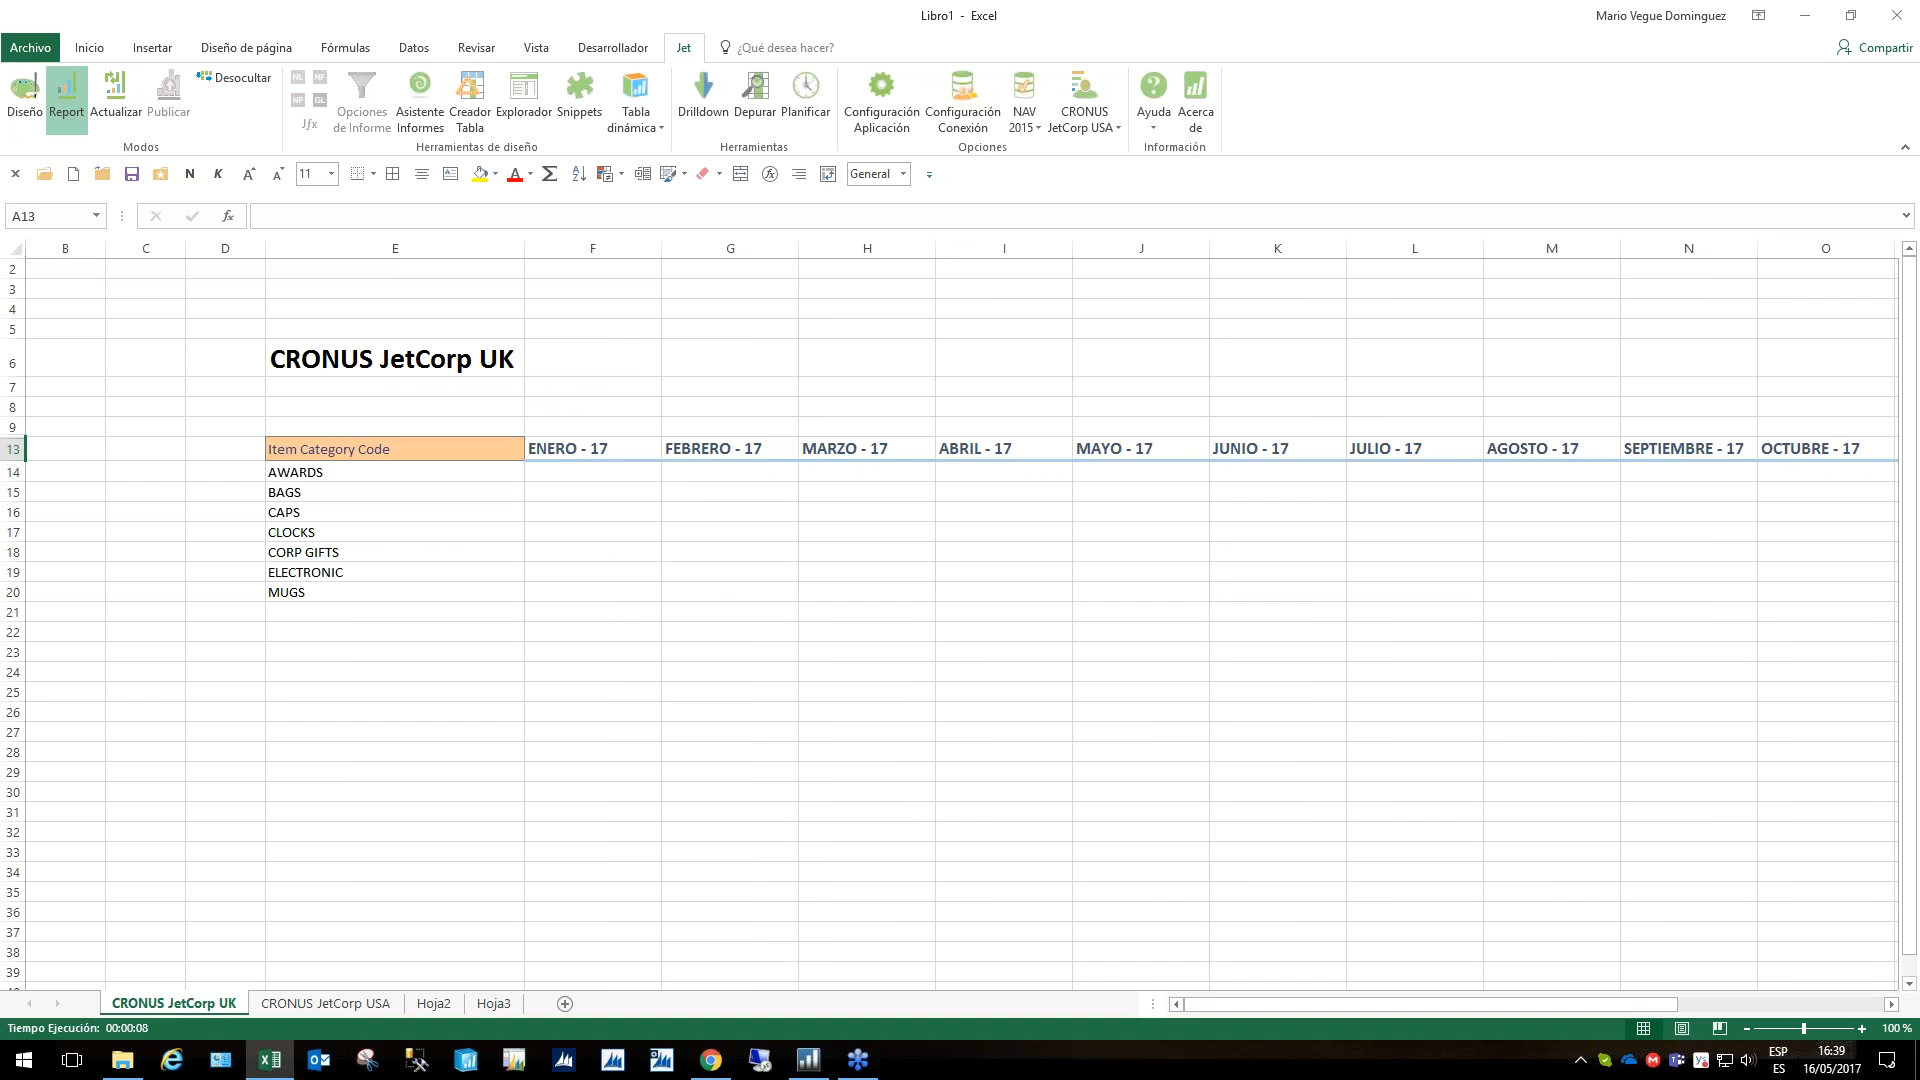 Libro1 - Excel
Mario Vegue Dominguez
Archivo Inicio Insertar Diseño de página Fórmulas Datos Revisar Vista Desarrollador Jet ¿Qué desea hacer? Compartir
Desocultar
NL NF
NP GL
Jfx
Diseño Report Actualizar Publicar
Opciones de Informe
Asistente Informes
Creador Tabla
Explorador
Snippets
Tabla dinámica
Drilldown Depurar Planificar
Configuración Aplicación
Configuración Conexión
NAV 2015
CRONUS JetCorp USA
Ayuda
Acerca de
Modos Herramientas de diseño Herramientas Opciones Información
N K A A 11 A General
A13 fx
B C D E F G H I J K L M N O
2
3
4
5
6 CRONUS JetCorp UK
7
8
9
13 Item Category Code ENERO - 17 FEBRERO - 17 MARZO - 17 ABRIL - 17 MAYO - 17 JUNIO - 17 JULIO - 17 AGOSTO - 17 SEPTIEMBRE - 17 OCTUBRE - 17
14 AWARDS
15 BAGS
16 CAPS
17 CLOCKS
18 CORP GIFTS
19 ELECTRONIC
20 MUGS
21
22
23
24
25
26
27
28
29
30
31
32
33
34
35
36
37
38
39
CRONUS JetCorp UK CRONUS JetCorp USA Hoja2 Hoja3
Tiempo Ejecución: 00:00:08
100 %
ESP
ES
16:39
16/05/2017